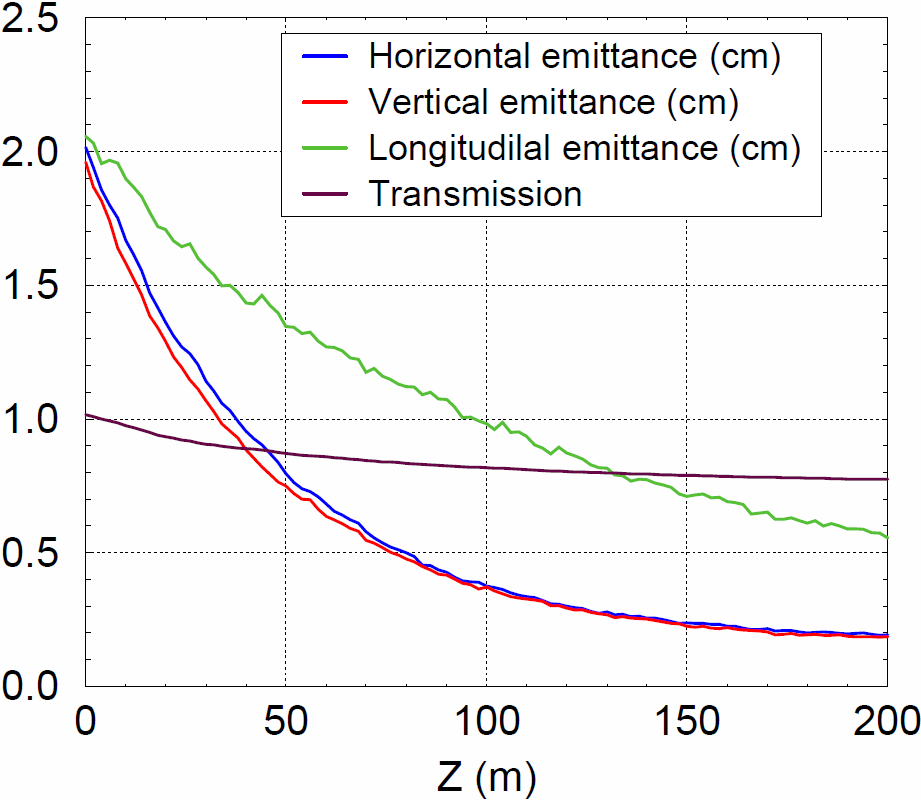 2.5
2.0
1.5
1.0
0.5
0.0
Horizontal emittance (cm)
Vertical emittance (cm)
Longitudilal emittance (cm)
Transmission
0 50 100 150 200
Z (m)